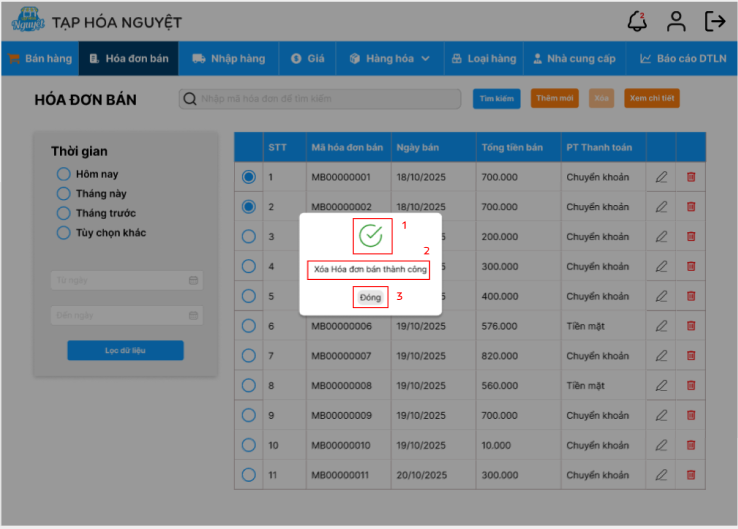 Nguyệt TẠP HÓA NGUYỆT 2
Bán hàng Hóa đơn bán Nhập hàng Giá Hàng hóa Loại hàng Nhà cung cấp Báo cáo DTLN
HÓA ĐƠN BÁN Nhập mã hóa đơn để tìm kiếm Tìm kiếm Thêm mới Xóa Xem chi tiết
Thời gian
Hôm nay
Tháng này
Tháng trước
Tùy chọn khác
Từ ngày
Đến ngày
Lọc dữ liệu
STT Mã hóa đơn bán Ngày bán Tổng tiền bán PT Thanh toán
1 MB00000001 18/10/2025 700.000 Chuyển khoản
2 MB00000002 18/10/2025 700.000 Chuyển khoản
3 5 200.000 Chuyển khoản
4 5 300.000 Chuyển khoản
5 5 400.000 Chuyển khoản
6 MB00000006 19/10/2025 576.000 Tiền mặt
7 MB00000007 19/10/2025 820.000 Chuyển khoản
8 MB00000008 19/10/2025 560.000 Tiền mặt
9 MB00000009 19/10/2025 700.000 Chuyển khoản
10 MB00000010 19/10/2025 10.000 Chuyển khoản
11 MB00000011 20/10/2025 300.000 Chuyển khoản
1
2
Xóa Hóa đơn bán thành công
Đóng 3